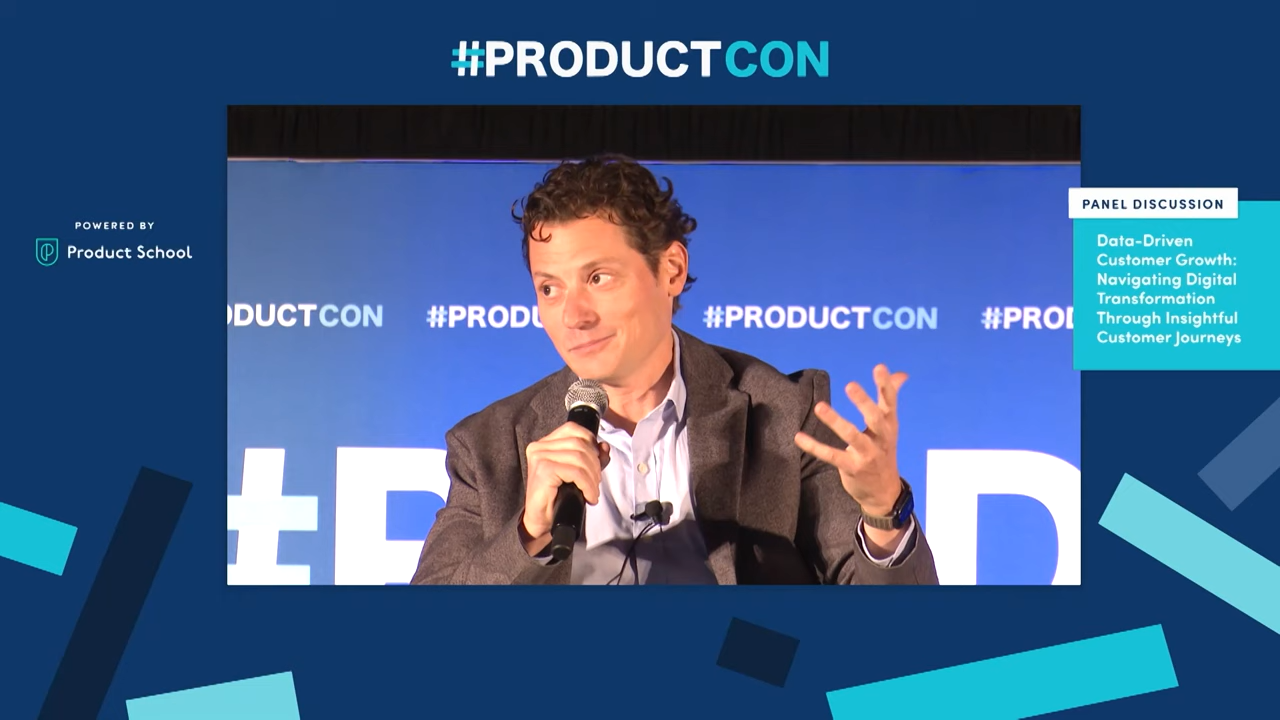 #PRODUCTCON
POWERED BY
Product School
PANEL DISCUSSION
Data-Driven
Customer Growth:
Navigating Digital
Transformation
Through Insightful
Customer Journeys
ODUCTCON #PRODU #PRODUCTCON #PROD
#P D